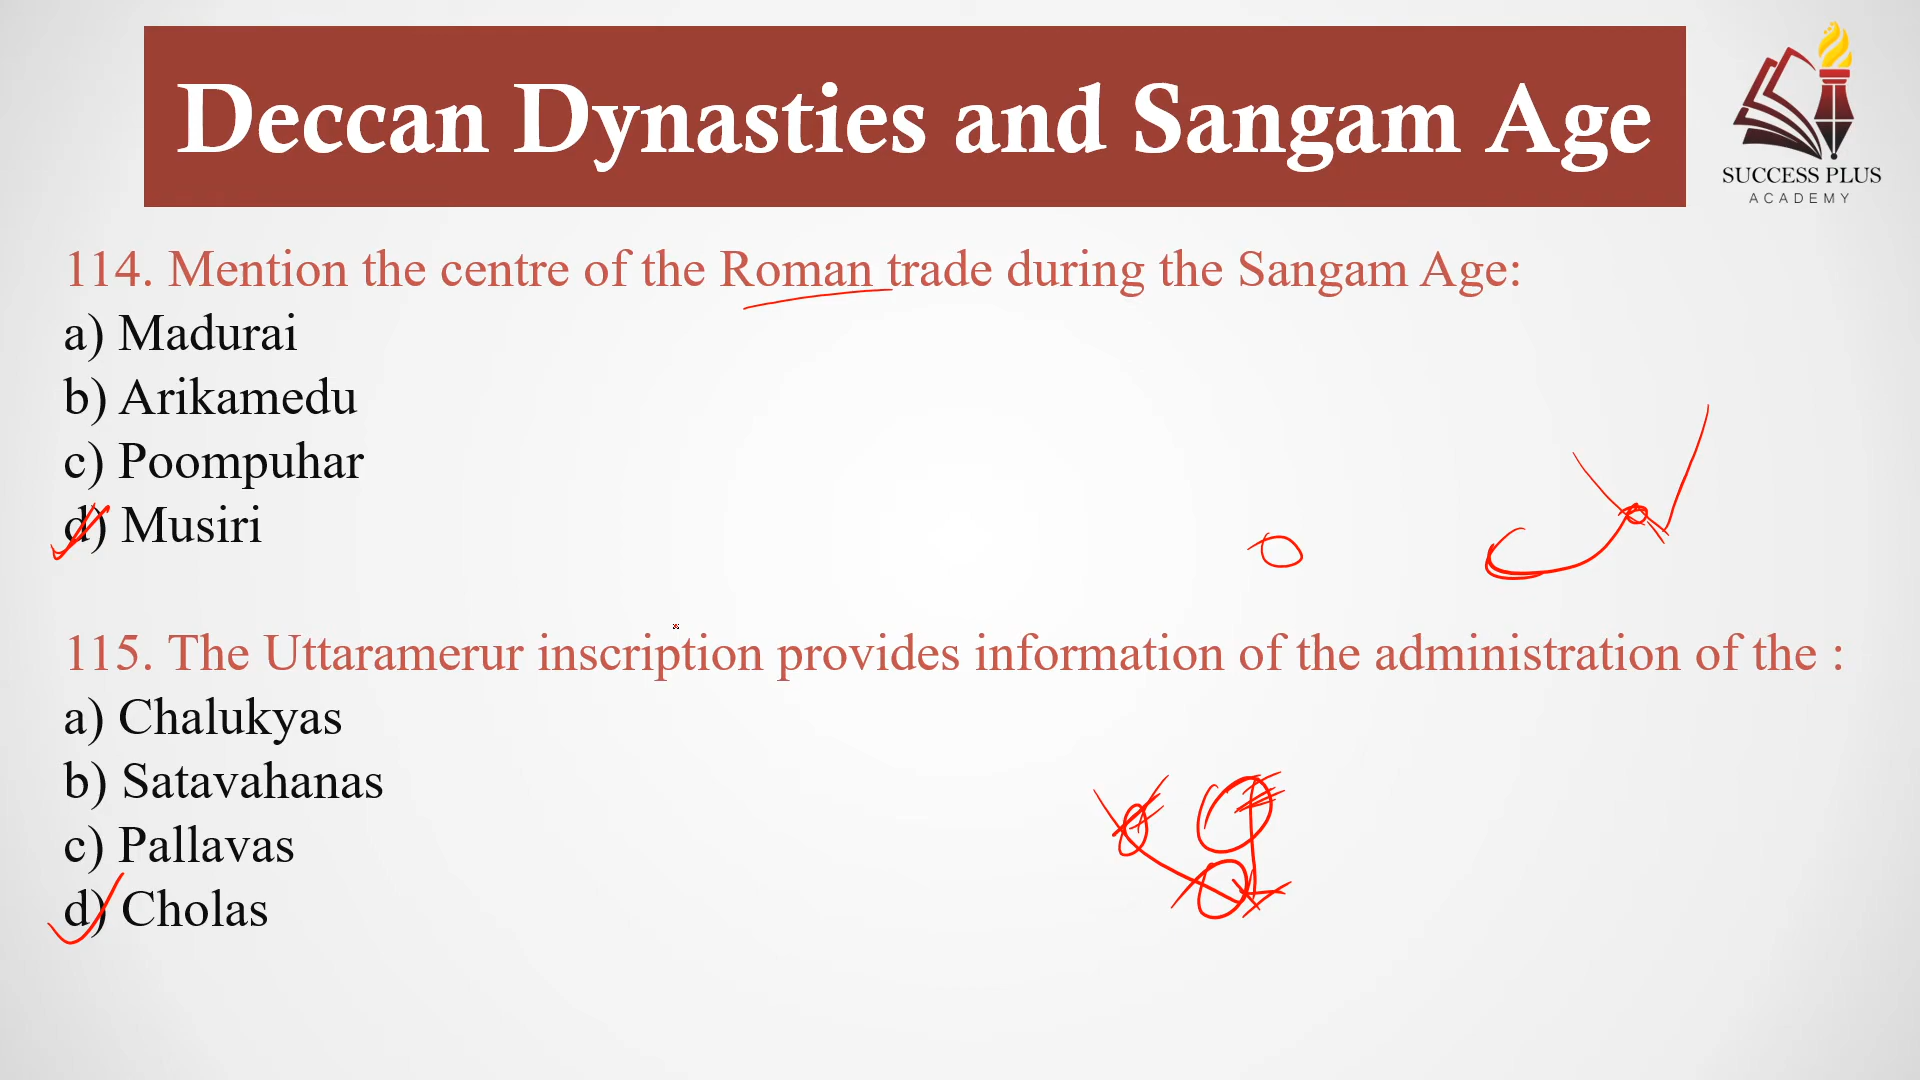 Deccan Dynasties and Sangam Age
SUCCESS PLUS
ACADEMY
114. Mention the centre of the Roman trade during the Sangam Age:
a) Madurai
b) Arikamedu
c) Poompuhar
d) Musiri
115. The Uttaramerur inscription provides information of the administration of the :
a) Chalukyas
b) Satavahanas
c) Pallavas
d) Cholas